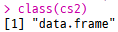 > class(cs2)
[1] "data.frame"